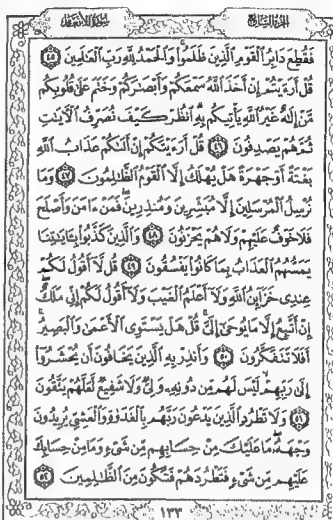 الجزء السابع
سورة الأنعام
فَقُطِعَ دَابِرُ ٱلْقَوْمِ ٱلَّذِينَ ظَلَمُوا۟ وَٱلْحَمْدُ لِلَّهِ رَبِّ ٱلْعَٰلَمِينَ ٤٥
قُلْ أَرَءَيْتُمْ إِنْ أَخَذَ ٱللَّهُ سَمْعَكُمْ وَأَبْصَٰرَكُمْ وَخَتَمَ عَلَىٰ قُلُوبِكُم
مَّنْ إِلَٰهٌ غَيْرُ ٱللَّهِ يَأْتِيكُم بِهِ ٱنظُرْ كَيْفَ نُصَرِّفُ ٱلْءَايَٰتِ
ثُمَّ هُمْ يَصْدِفُونَ ٤٦ قُلْ أَرَءَيْتَكُمْ إِنْ أَتَىٰكُمْ عَذَابُ ٱللَّهِ
بَغْتَةً أَوْ جَهْرَةً هَلْ يُهْلَكُ إِلَّا ٱلْقَوْمُ ٱلظَّٰلِمُونَ ٤٧ وَمَا
نُرْسِلُ ٱلْمُرْسَلِينَ إِلَّا مُبَشِّرِينَ وَمُنذِرِينَ فَمَنْ ءَامَنَ وَأَصْلَحَ
فَلَا خَوْفٌ عَلَيْهِمْ وَلَا هُمْ يَحْزَنُونَ ٤٨ وَٱلَّذِينَ كَذَّبُوا۟ بِـَٔايَٰتِنَا
يَمَسُّهُمُ ٱلْعَذَابُ بِمَا كَانُوا۟ يَفْسُقُونَ ٤٩ قُل لَّآ أَقُولُ لَكُمْ
عِندِى خَزَآئِنُ ٱللَّهِ وَلَآ أَعْلَمُ ٱلْغَيْبَ وَلَآ أَقُولُ لَكُمْ إِنِّى مَلَكٌ
إِنْ أَتَّبِعُ إِلَّا مَا يُوحَىٰٓ إِلَىَّ قُلْ هَلْ يَسْتَوِى ٱلْأَعْمَىٰ وَٱلْبَصِيرُ
أَفَلَا تَتَفَكَّرُونَ ٥٠ وَأَنذِرْ بِهِ ٱلَّذِينَ يَخَافُونَ أَن يُحْشَرُوٓا۟
إِلَىٰ رَبِّهِمْ لَيْسَ لَهُم مِّن دُونِهِۦ وَلِىٌّ وَلَا شَفِيعٌ لَّعَلَّهُمْ يَتَّقُونَ
٥١ وَلَا تَطْرُدِ ٱلَّذِينَ يَدْعُونَ رَبَّهُم بِٱلْغَدَوٰةِ وَٱلْعَشِىِّ يُرِيدُونَ
وَجْهَهُۥ مَا عَلَيْكَ مِنْ حِسَابِهِم مِّن شَىْءٍ وَمَا مِنْ حِسَابِكَ
عَلَيْهِم مِّن شَىْءٍ فَتَطْرُدَهُمْ فَتَكُونَ مِنَ ٱلظَّٰلِمِينَ ٥٢
١٣٣